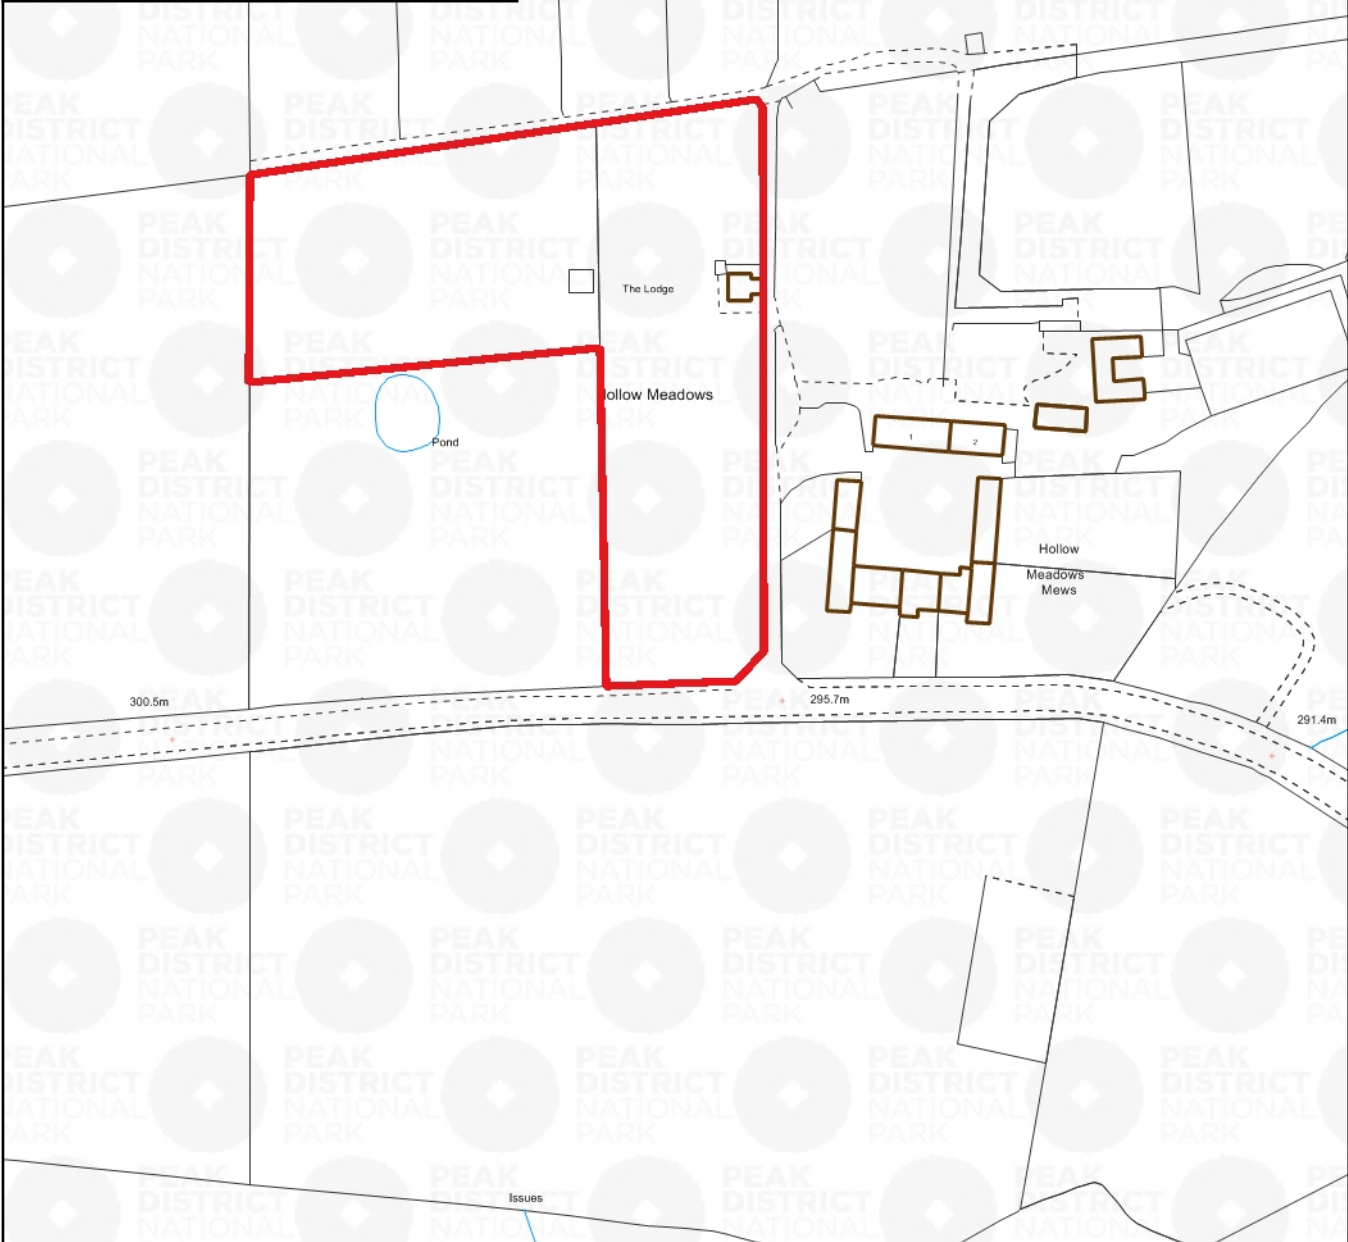 The Lodge
ollow Meadows
Pond
1
2
Hollow
Meadows
Mews
300.5m
295.7m
291.4m
Issues
PEAK
DISTRICT
NATIONAL
PARK